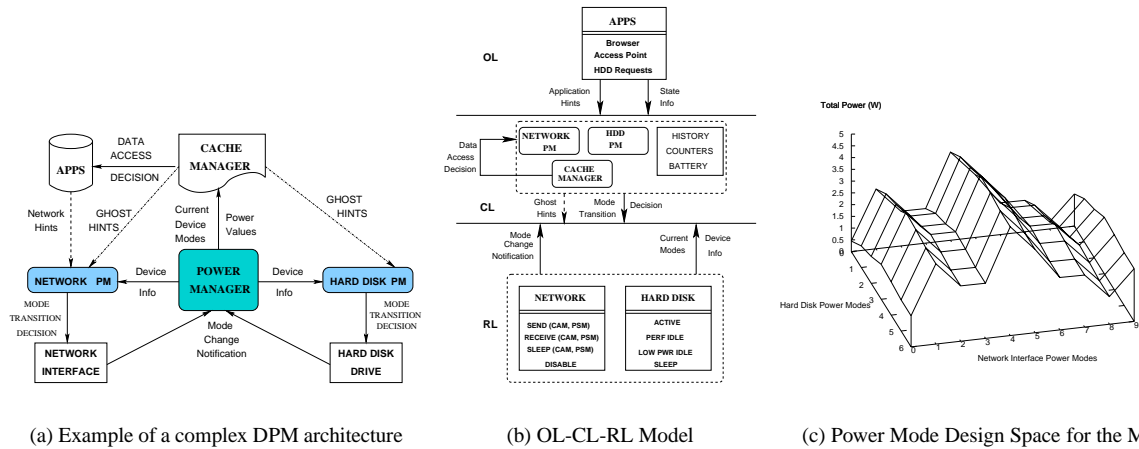 DATA
ACCESS
DECISION
APPS
CACHE
MANAGER
Network
Hints
GHOST
HINTS
Current
Device
Modes
Power
Values
GHOST
HINTS
NETWORK PM
Device
Info
POWER
MANAGER
Device
Info
HARD DISK PM
MODE
TRANSITION
DECISION
Mode
Change
Notification
MODE
TRANSITION
DECISION
NETWORK
INTERFACE
HARD DISK
DRIVE
(a) Example of a complex DPM architecture
OL
APPS
Browser
Access Point
HDD Requests
Application
Hints
State
Info
Data
Access
Decision
NETWORK
PM
HDD
PM
CACHE
MANAGER
HISTORY
COUNTERS
BATTERY
CL
Ghost
Hints
Mode
Transition
Decision
Mode
Change
Notification
Current
Modes
Device
Info
RL
NETWORK
SEND (CAM, PSM)
RECEIVE (CAM, PSM)
SLEEP (CAM, PSM)
DISABLE
HARD DISK
ACTIVE
PERF IDLE
LOW PWR IDLE
SLEEP
(b) OL-CL-RL Model
Total Power (W)
5
4.5
4
3.5
3
2.5
2
1.5
1
0.5
0
0
1
2
3
4
5
6
Hard Disk Power Modes
0
1
2
3
4
5
6
7
8
9
Network Interface Power Modes
(c) Power Mode Design Space for the M